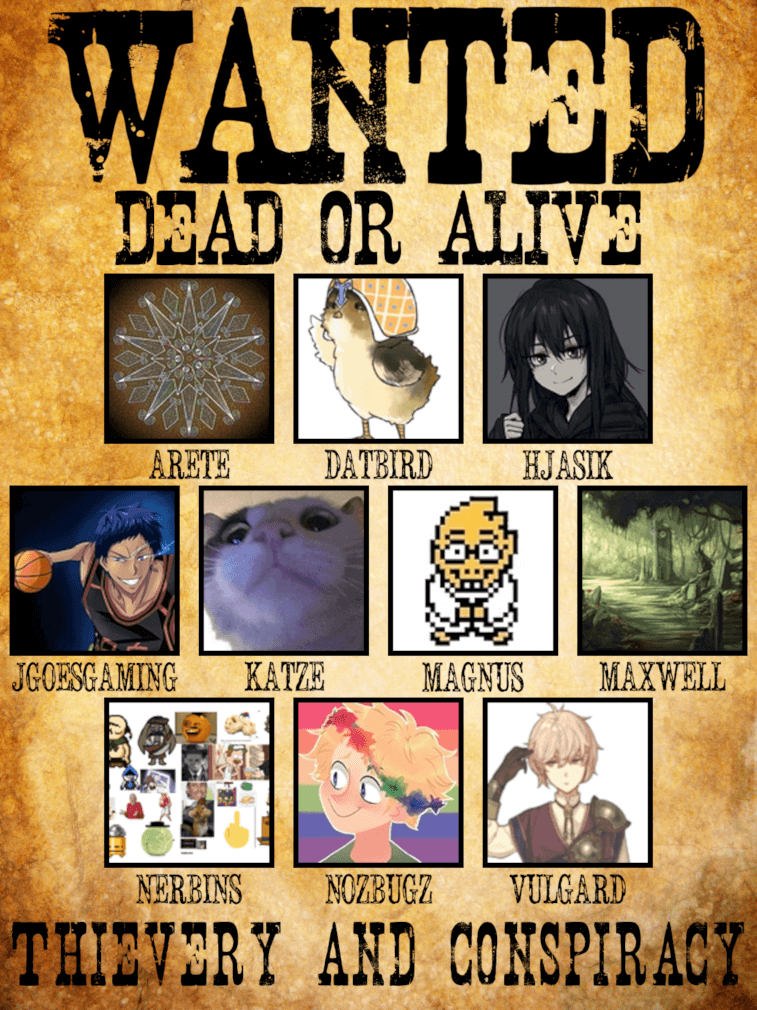 WANTED
DEAD OR ALIVE
ARETE DATBIRD HJASIK
JGOESGAMING KATZE MAGNUS MAXWELL
NERBINS NOZBUGZ VULGARD
THIEVERY AND CONSPIRACY